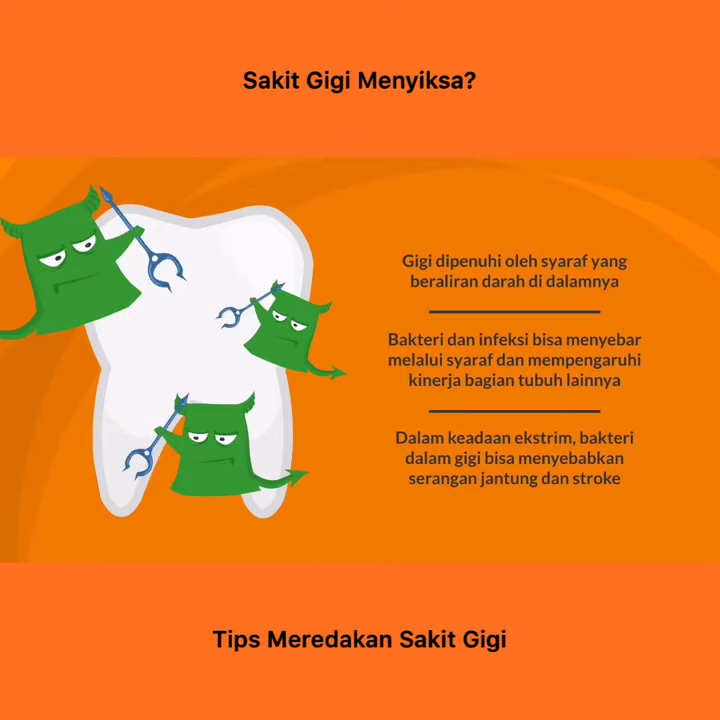 Sakit Gigi Menyiksa?
Gigi dipenuhi oleh syaraf yang
beraliran darah di dalamnya
Bakteri dan infeksi bisa menyebar
melalui syaraf dan mempengaruhi
kinerja bagian tubuh lainnya
Dalam keadaan ekstrim, bakteri
dalam gigi bisa menyebabkan
serangan jantung dan stroke
Tips Meredakan Sakit Gigi